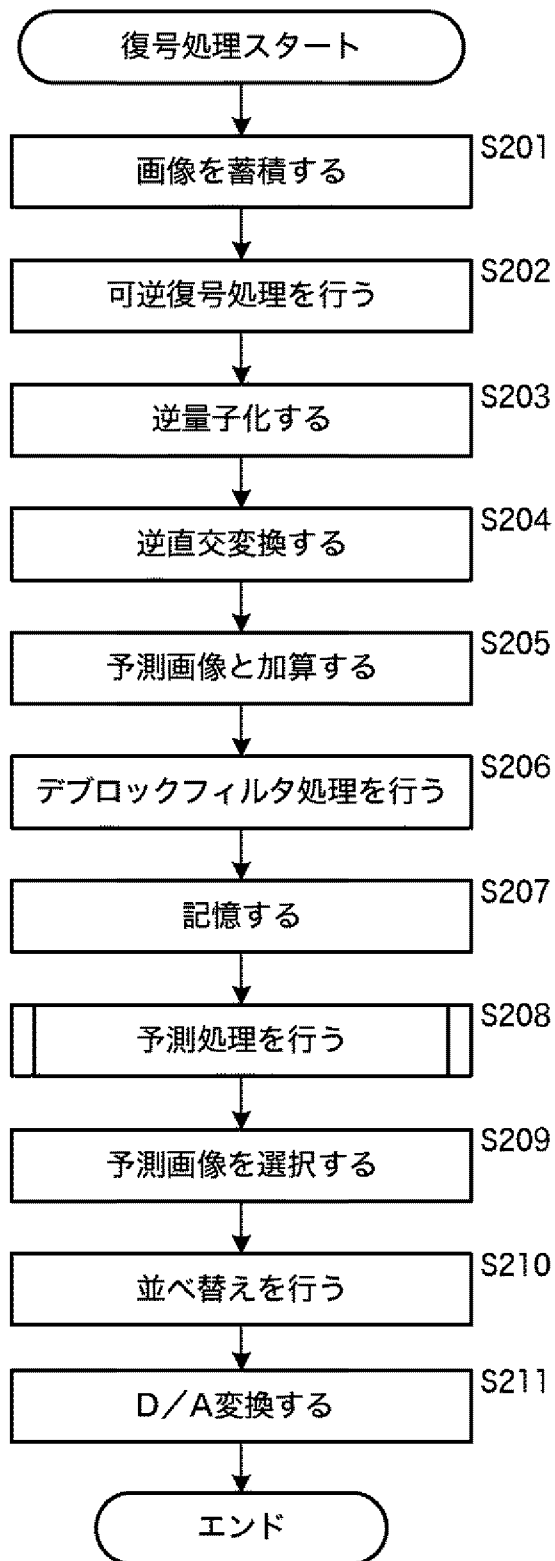 復号処理スタート
S201
画像を蓄積する
S202
可逆復号処理を行う
S203
逆量子化する
S204
逆直交変換する
S205
予測画像と加算する
S206
デブロックフィルタ処理を行う
S207
記憶する
S208
予測処理を行う
S209
予測画像を選択する
S210
並べ替えを行う
S211
D/A変換する
エンド